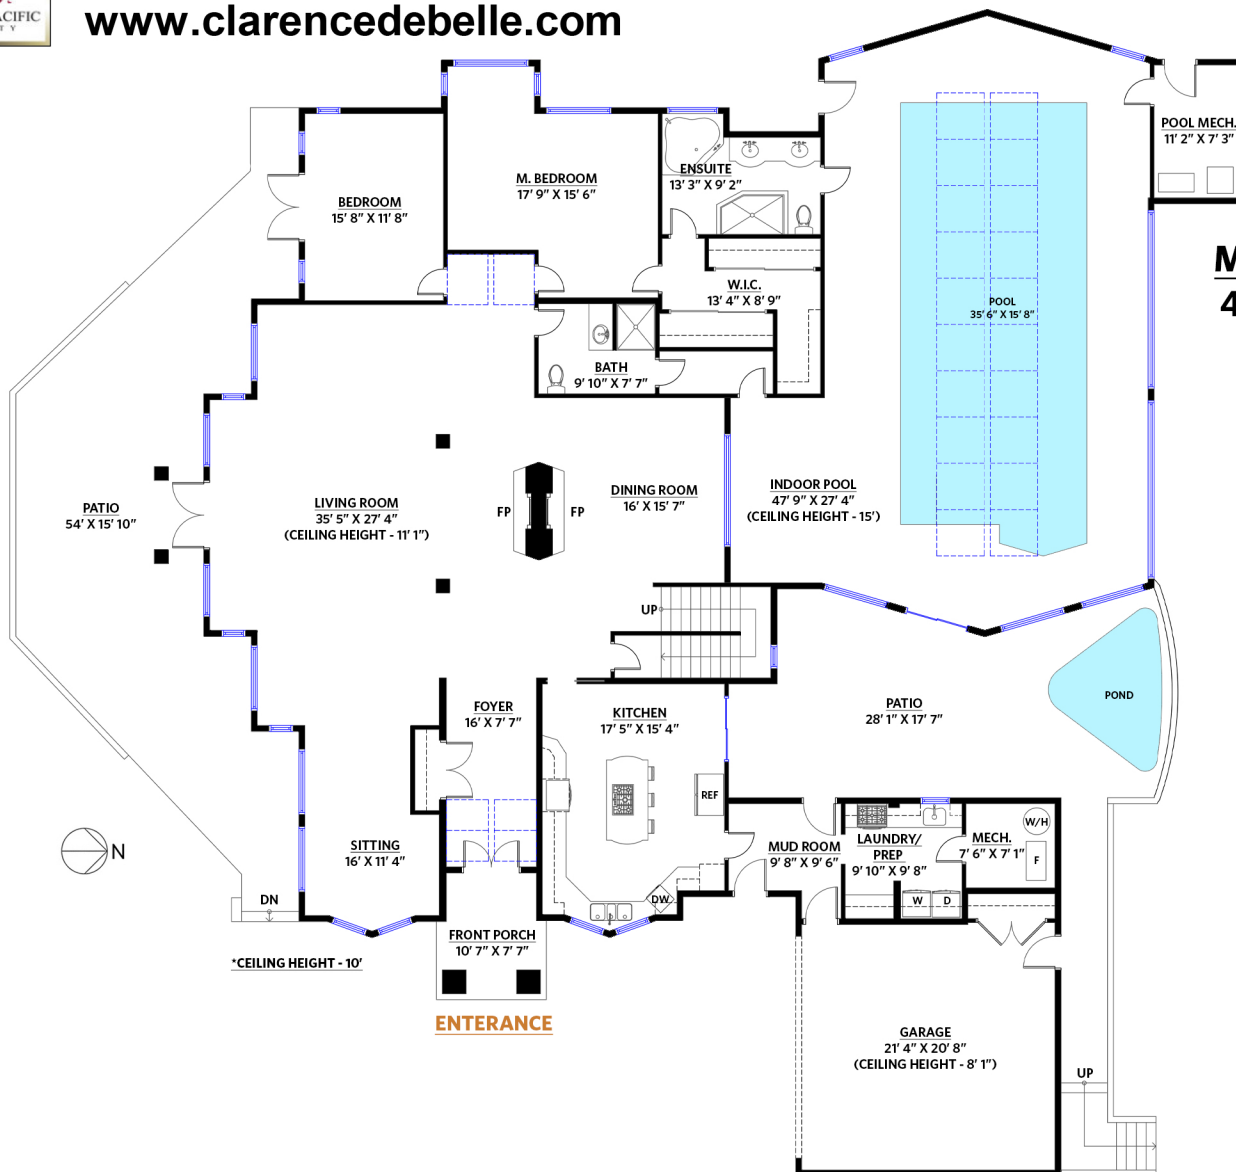 ACIFIC
T Y
www.clarencedebelle.com
POOL MECH.
11' 2" X 7' 3"
ENSUITE
13' 3" X 9' 2"
M. BEDROOM
17' 9" X 15' 6"
BEDROOM
15' 8" X 11' 8"
M
4
W.I.C.
13' 4" X 8' 9"
POOL
35' 6" X 15' 8"
BATH
9' 10" X 7' 7"
PATIO
54' X 15' 10"
LIVING ROOM
35' 5" X 27' 4"
(CEILING HEIGHT - 11' 1")
FP
FP
DINING ROOM
16' X 15' 7"
INDOOR POOL
47' 9" X 27' 4"
(CEILING HEIGHT - 15')
UP
FOYER
16' X 7' 7"
KITCHEN
17' 5" X 15' 4"
PATIO
28' 1" X 17' 7"
POND
REF
SITTING
16' X 11' 4"
MUD ROOM
9' 8" X 9' 6"
LAUNDRY/
PREP
9' 10" X 9' 8"
MECH.
7' 6" X 7' 1"
W/H
F
N
DN
DW
W
D
FRONT PORCH
10' 7" X 7' 7"
*CEILING HEIGHT - 10'
ENTERANCE
GARAGE
21' 4" X 20' 8"
(CEILING HEIGHT - 8' 1")
UP